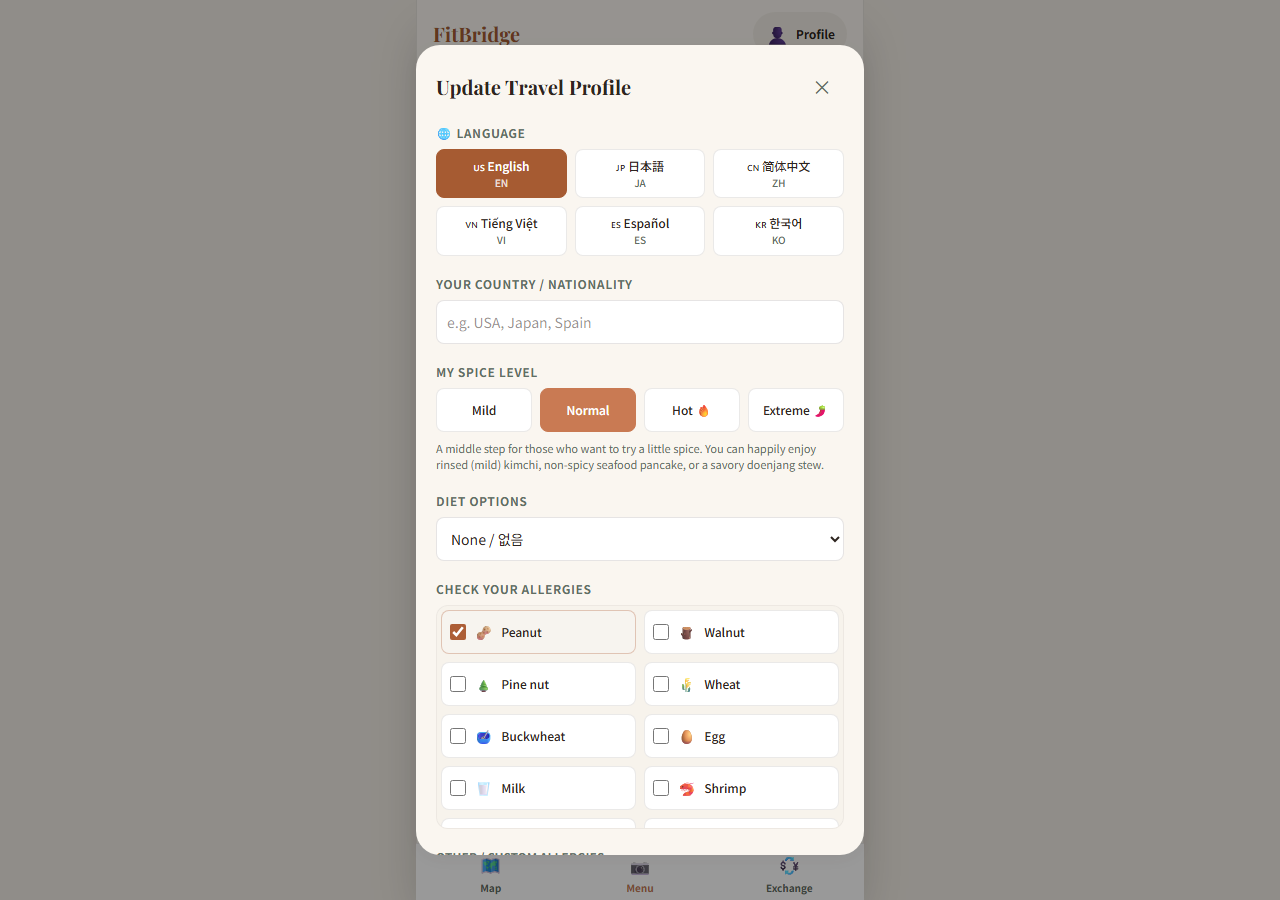 FitBridge
Profile
Update Travel Profile
LANGUAGE
US English
EN
JP 日本語
JA
CN 简体中文
ZH
VN Tiếng Việt
VI
ES Español
ES
KR 한국어
KO
YOUR COUNTRY / NATIONALITY
e.g. USA, Japan, Spain
MY SPICE LEVEL
Mild
Normal
Hot
Extreme
A middle step for those who want to try a little spice. You can happily enjoy
rinsed (mild) kimchi, non-spicy seafood pancake, or a savory doenjang stew.
DIET OPTIONS
None / 없음
CHECK YOUR ALLERGIES
Peanut
Walnut
Pine nut
Wheat
Buckwheat
Egg
Milk
Shrimp
OTHER / CUSTOM ALLERGIES
Map
Menu
Exchange